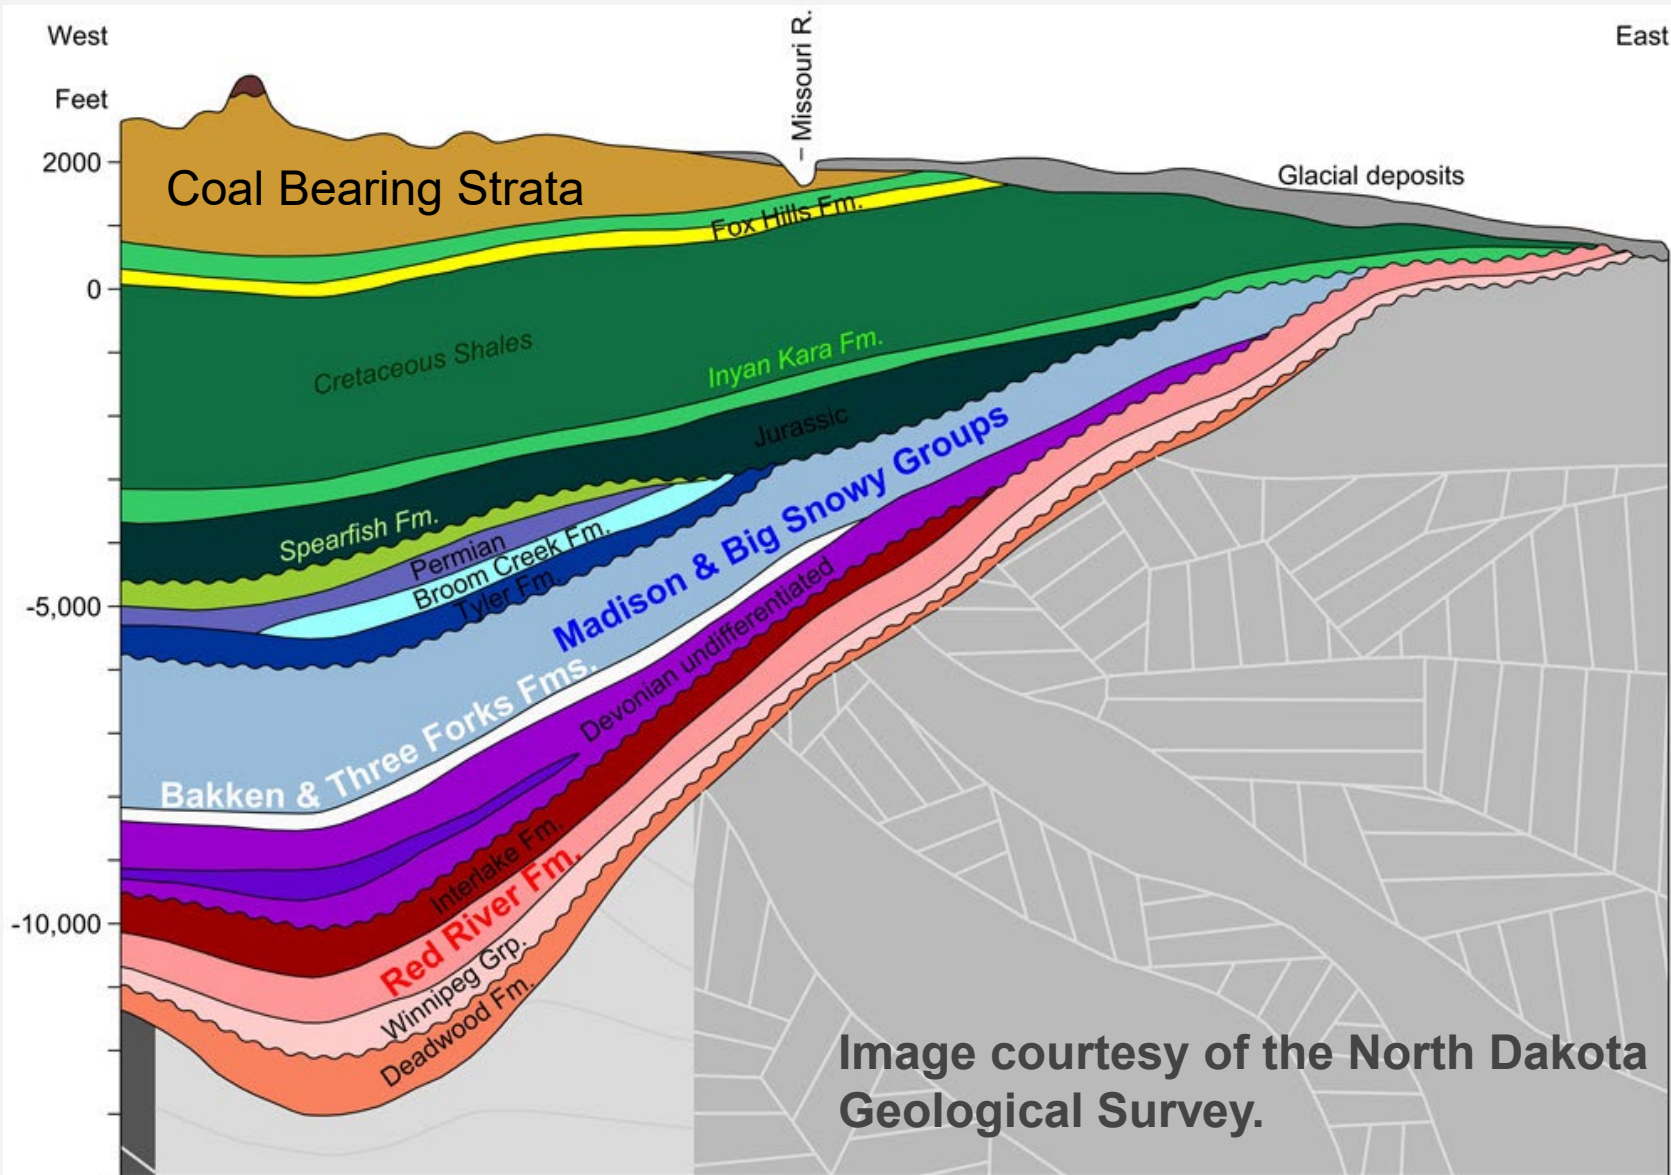 West
East
Feet
– Missouri R.
2000
Coal Bearing Strata
Glacial deposits
Fox Hills Fm.
0
Cretaceous Shales
Inyan Kara Fm.
Jurassic
Spearfish Fm.
Permian
Broom Creek Fm.
Tyler Fm.
-5,000
Madison & Big Snowy Groups
Bakken & Three Forks Fms.
Devonian undifferentiated
Interlake Fm.
-10,000
Red River Fm.
Winnipeg Grp.
Deadwood Fm.
Image courtesy of the North Dakota
Geological Survey.